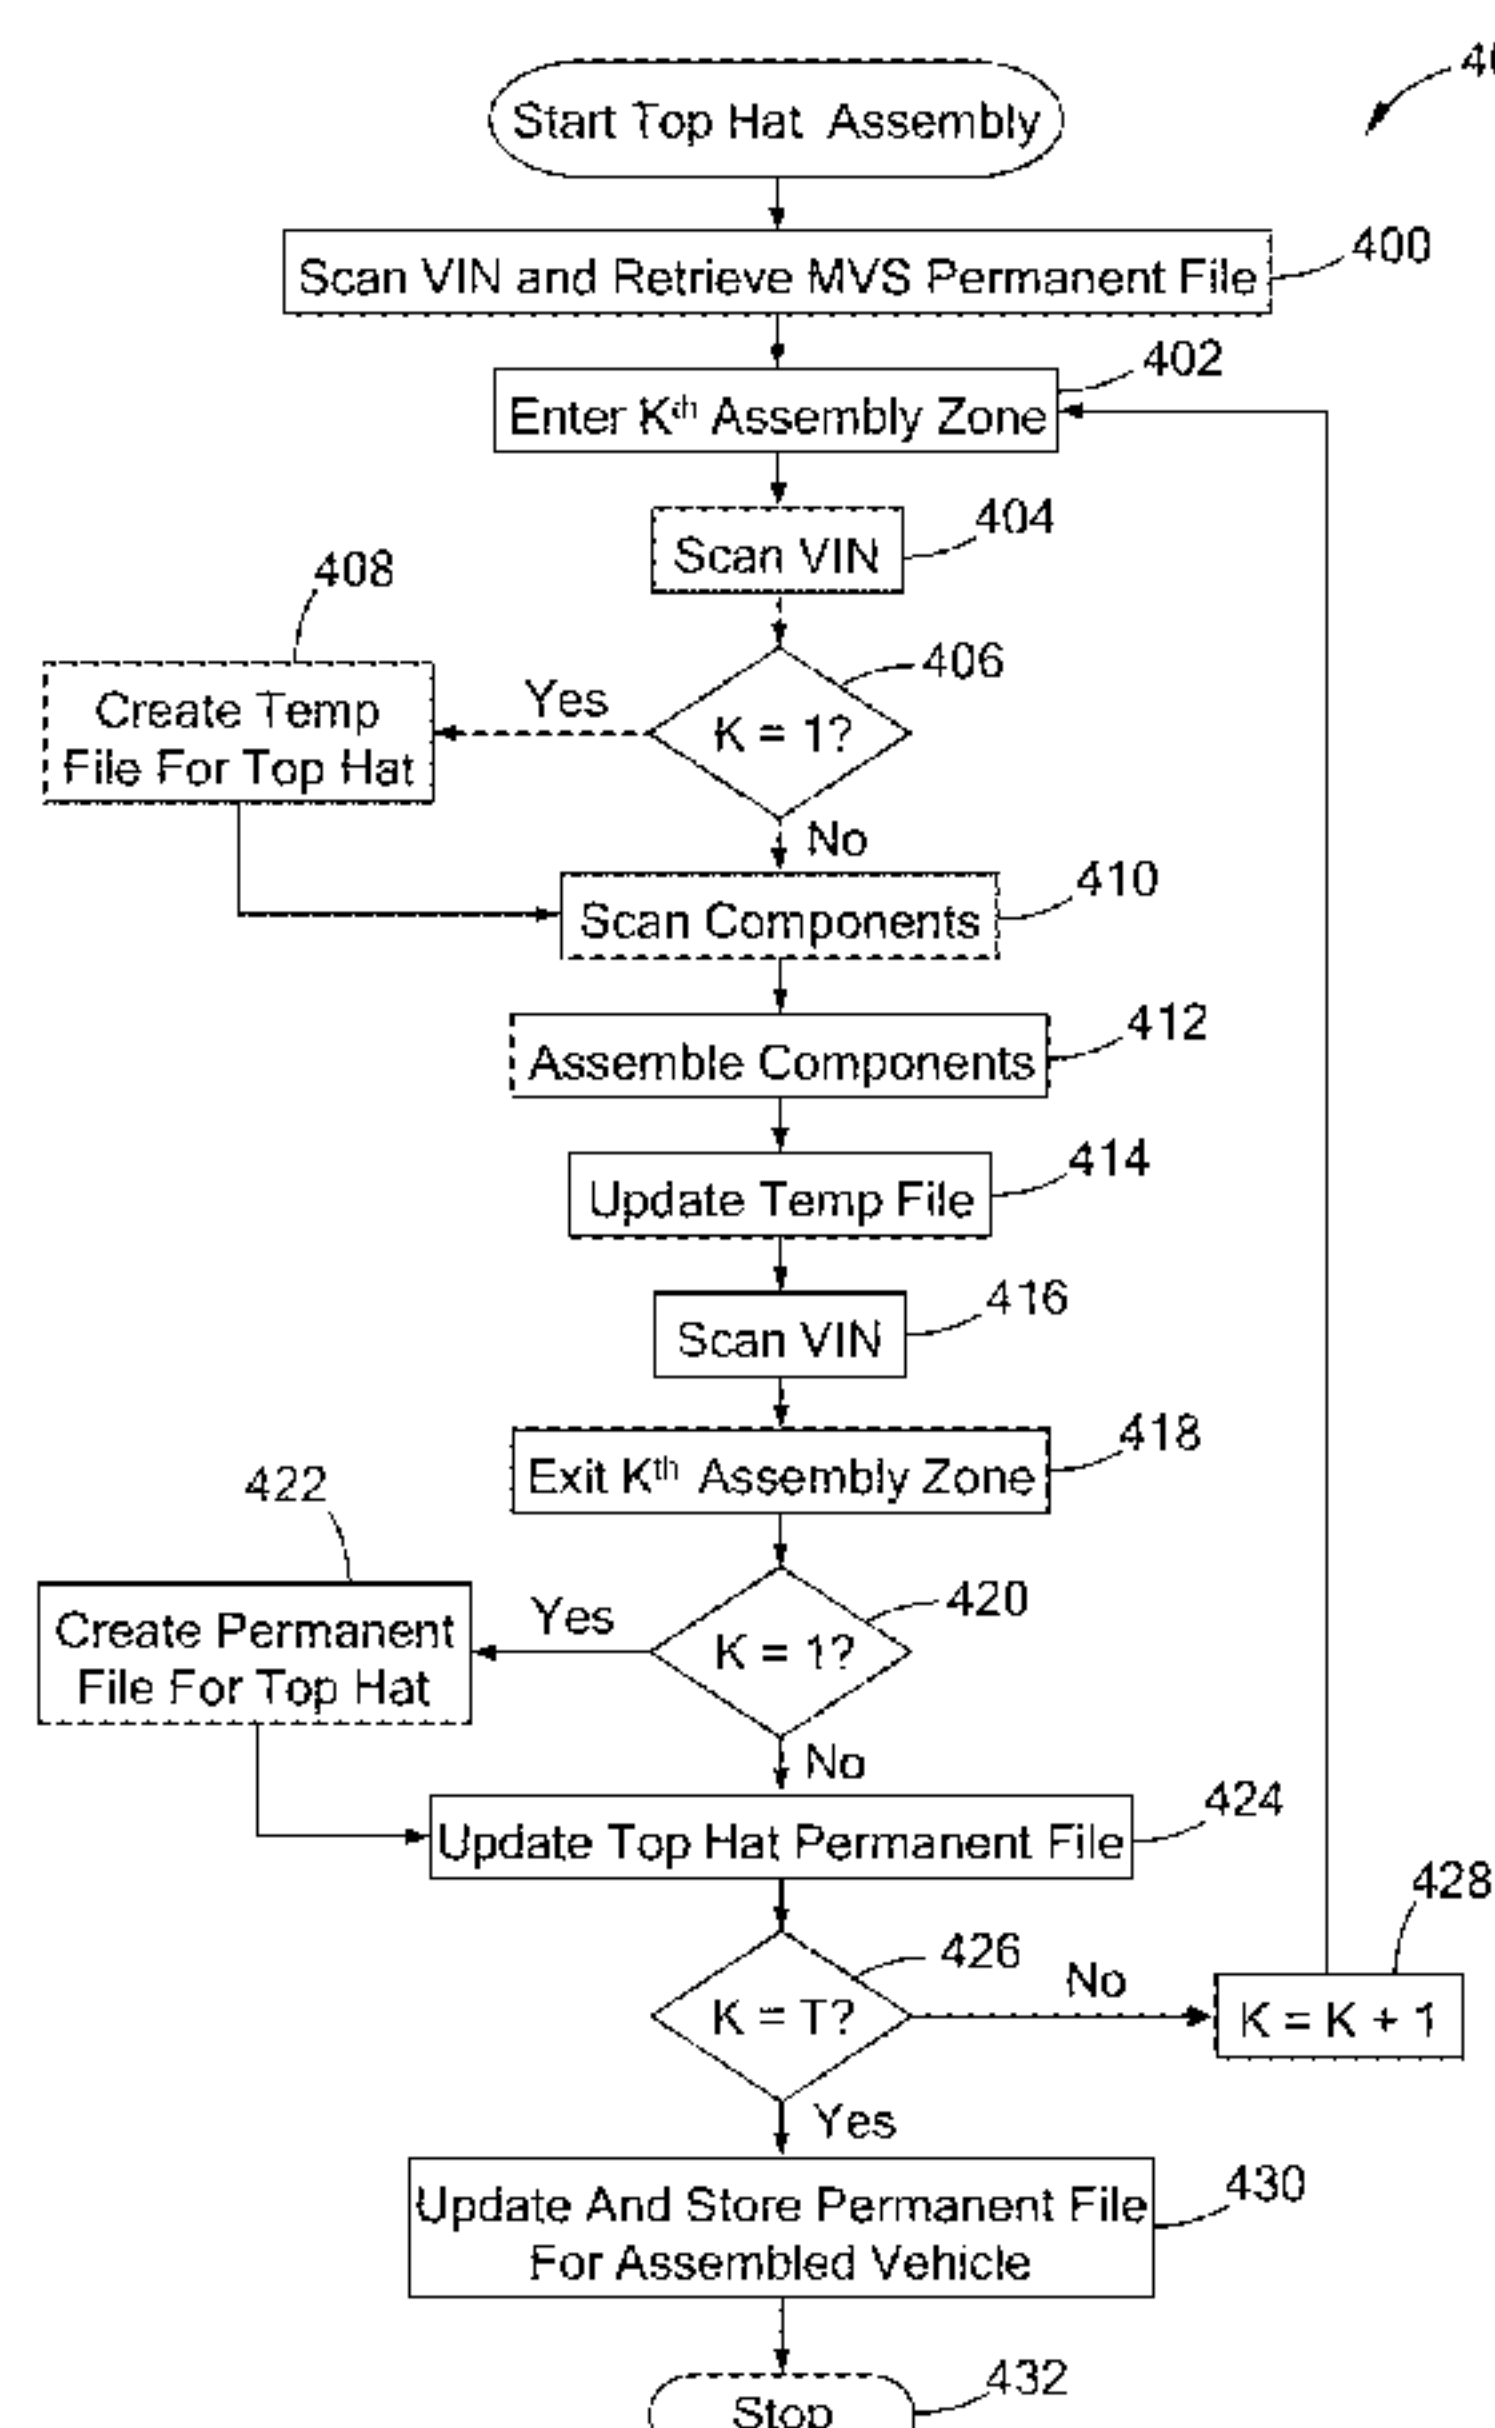 Start Top Hat Assembly
Scan VIN and Retrieve MVS Permanent File
400
Enter Kth Assembly Zone
402
Scan VIN
404
408
Create Temp
File For Top Hat
Yes
K = 1?
406
No
Scan Components
410
Assemble Components
412
Update Temp File
414
Scan VIN
416
Exit Kth Assembly Zone
418
422
Create Permanent
File For Top Hat
Yes
K = 1?
420
No
Update Top Hat Permanent File
424
K = T?
426
No
428
K = K + 1
Yes
Update And Store Permanent File
For Assembled Vehicle
430
Stop
432